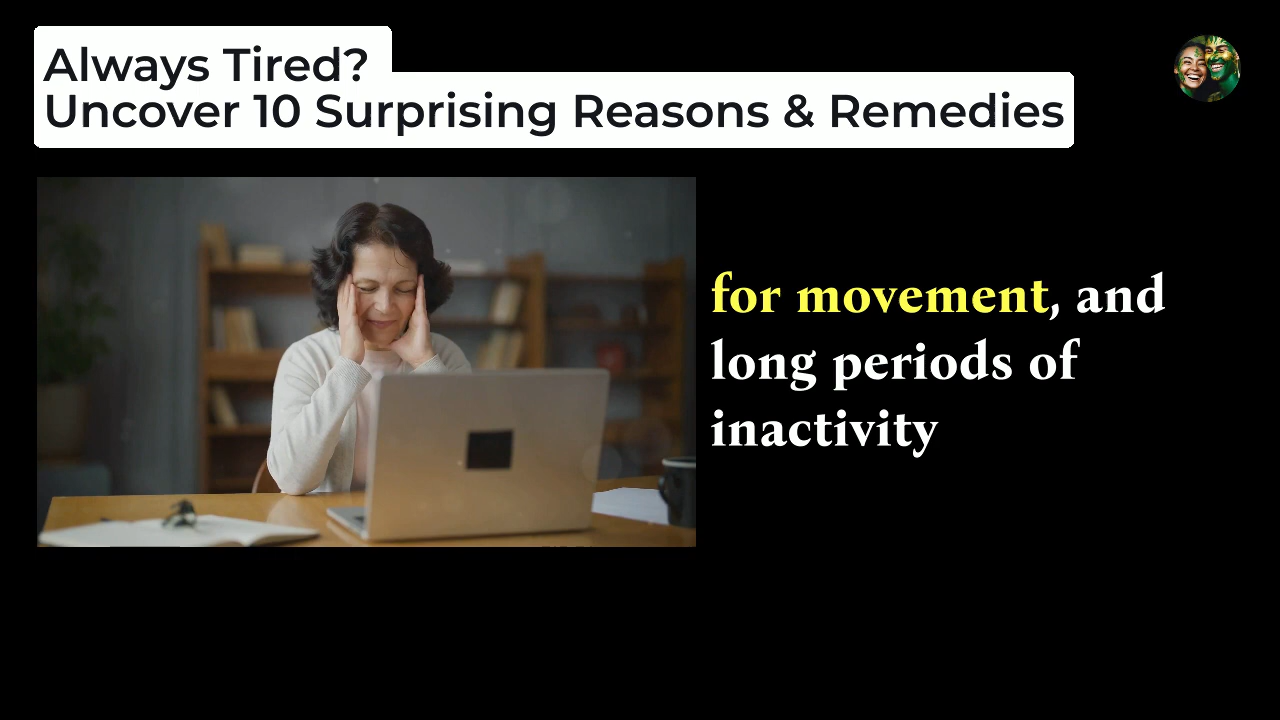 Always Tired?
Uncover 10 Surprising Reasons & Remedies
for movement, and
long periods of
inactivity